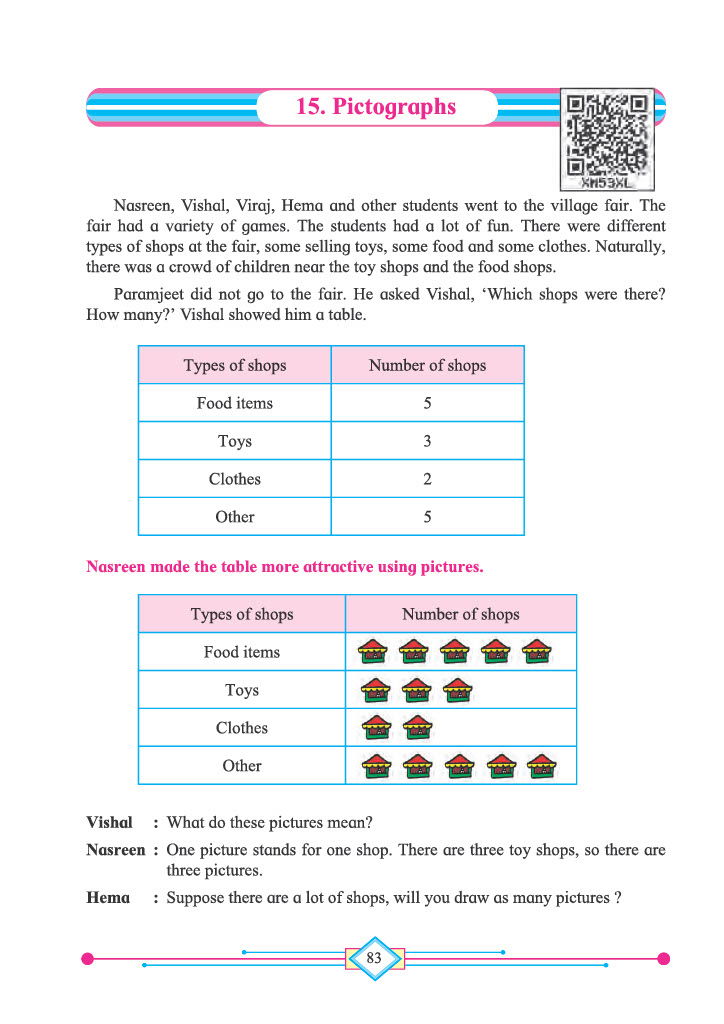 15. Pictographs
XM53XL
Nasreen, Vishal, Viraj, Hema and other students went to the village fair. The
fair had a variety of games. The students had a lot of fun. There were different
types of shops at the fair, some selling toys, some food and some clothes. Naturally,
there was a crowd of children near the toy shops and the food shops.
Paramjeet did not go to the fair. He asked Vishal, ‘Which shops were there?
How many?’ Vishal showed him a table.
Types of shops Number of shops
Food items 5
Toys 3
Clothes 2
Other 5
Nasreen made the table more attractive using pictures.
Types of shops Number of shops
Food items
Toys
Clothes
Other
Vishal : What do these pictures mean?
Nasreen : One picture stands for one shop. There are three toy shops, so there are
three pictures.
Hema : Suppose there are a lot of shops, will you draw as many pictures ?
83